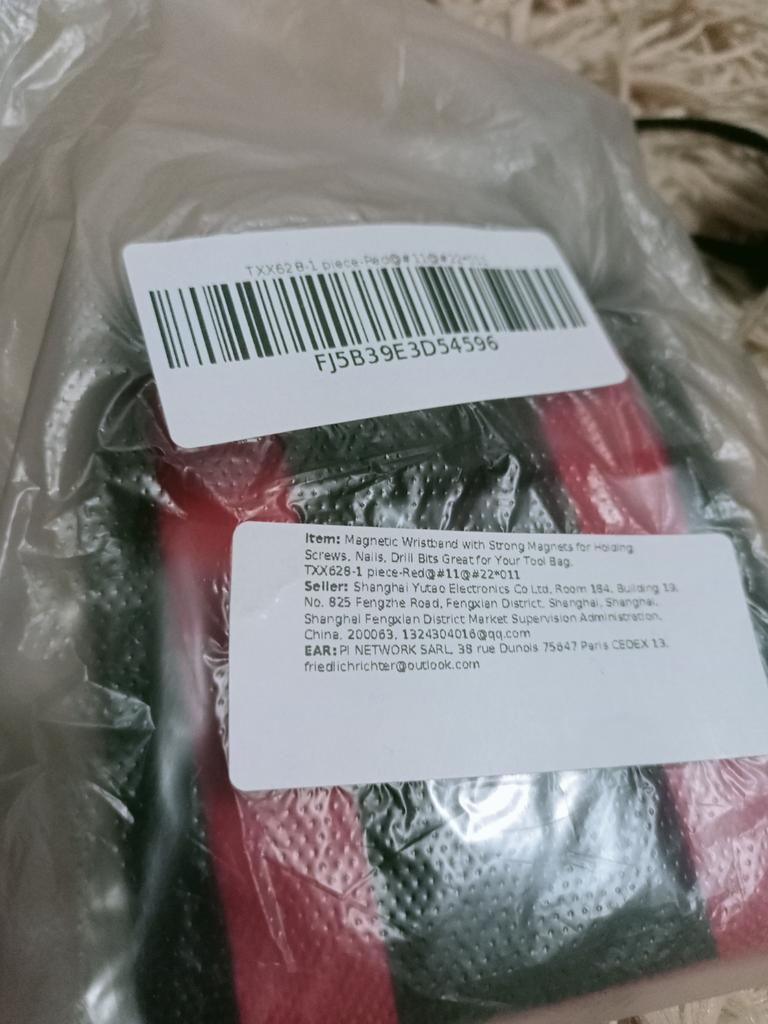 TXX628-1 piece-Red@#11@#22*011
FJ5B39E3D54596
Item: Magnetic Wristband with Strong Magnets for Holding
Screws, Nails, Drill Bits Great for Your Tool Bag,
TXX628-1 piece-Red@#11@#22*011
Seller: Shanghai Yutao Electronics Co Ltd, Room 184, Building 19,
No. 825 Fengzhe Road, Fengxian District, Shanghai, Shanghai,
Shanghai Fengxian District Market Supervision Administration,
China, 200063, 1324304016@qq.com
EAR: PI NETWORK SARL, 38 rue Dunois 75647 Paris CEDEX 13,
friedlichrichter@outlook.com